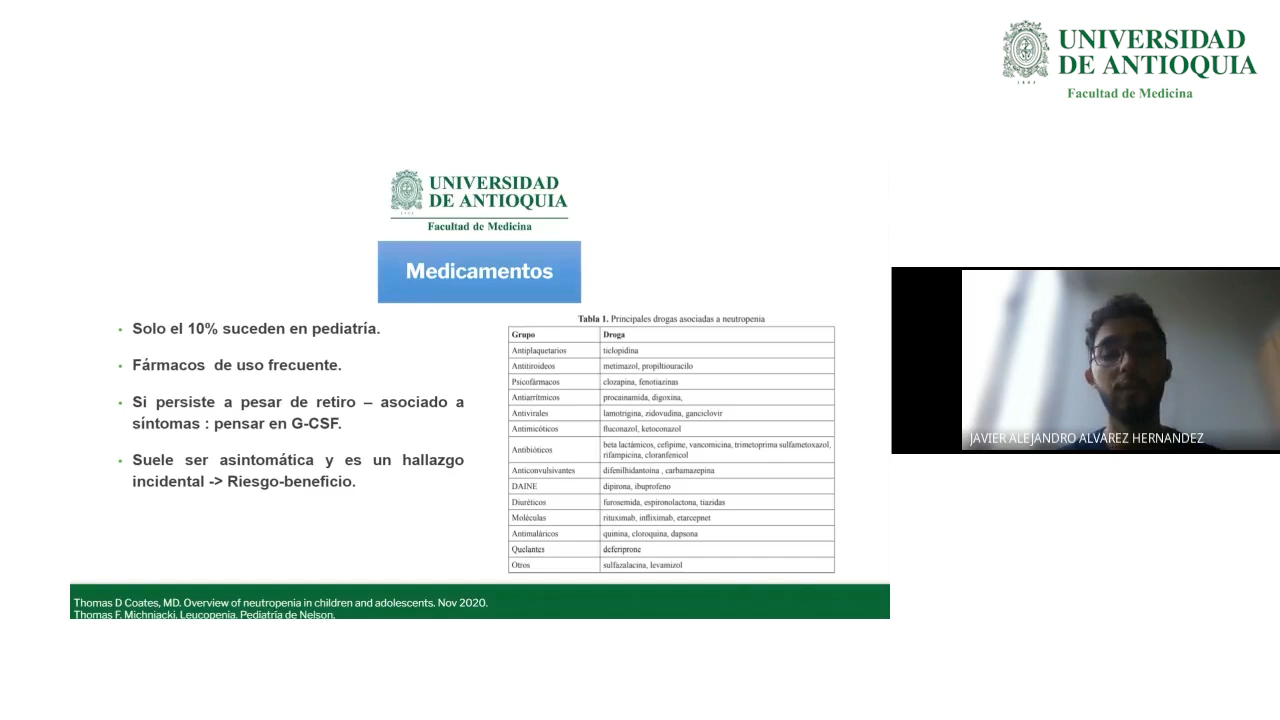 UNIVERSIDAD
DE ANTIOQUIA
1803
Facultad de Medicina
UNIVERSIDAD
DE ANTIOQUIA
Facultad de Medicina
Medicamentos
• Solo el 10% suceden en pediatría.
• Fármacos de uso frecuente.
• Si persiste a pesar de retiro – asociado a
síntomas : pensar en G-CSF.
• Suele ser asintomática y es un hallazgo
incidental -> Riesgo-beneficio.
Tabla 1. Principales drogas asociadas a neutropenia
Grupo Droga
Antiplaquetarios ticlopidina
Antitiroideos metimazol, propiltiouracilo
Psicofármacos clozapina, fenotiazinas
Antiarrítmicos procainamida, digoxina,
Antivirales lamotrigina, zidovudina, ganciclovir
Antimicóticos fluconazol, ketoconazol
Antibióticos beta lactámicos, cefipime, vancomicina, trimetoprima sulfametoxazol,
rifampicina, cloranfenicol
Anticonvulsivantes difenilhidantoína , carbamazepina
DAINE dipirona, ibuprofeno
Diuréticos furosemida, espironolactona, tiazidas
Moléculas rituximab, infliximab, etarcepnet
Antimaláricos quinina, cloroquina, dapsona
Quelantes deferiprone
Otros sulfazalacina, levamizol
Thomas D Coates, MD. Overview of neutropenia in children and adolescents. Nov 2020.
Thomas F. Michniacki. Leucopenia. Pediatría de Nelson.
JAVIER ALEJANDRO ALVAREZ HERNANDEZ